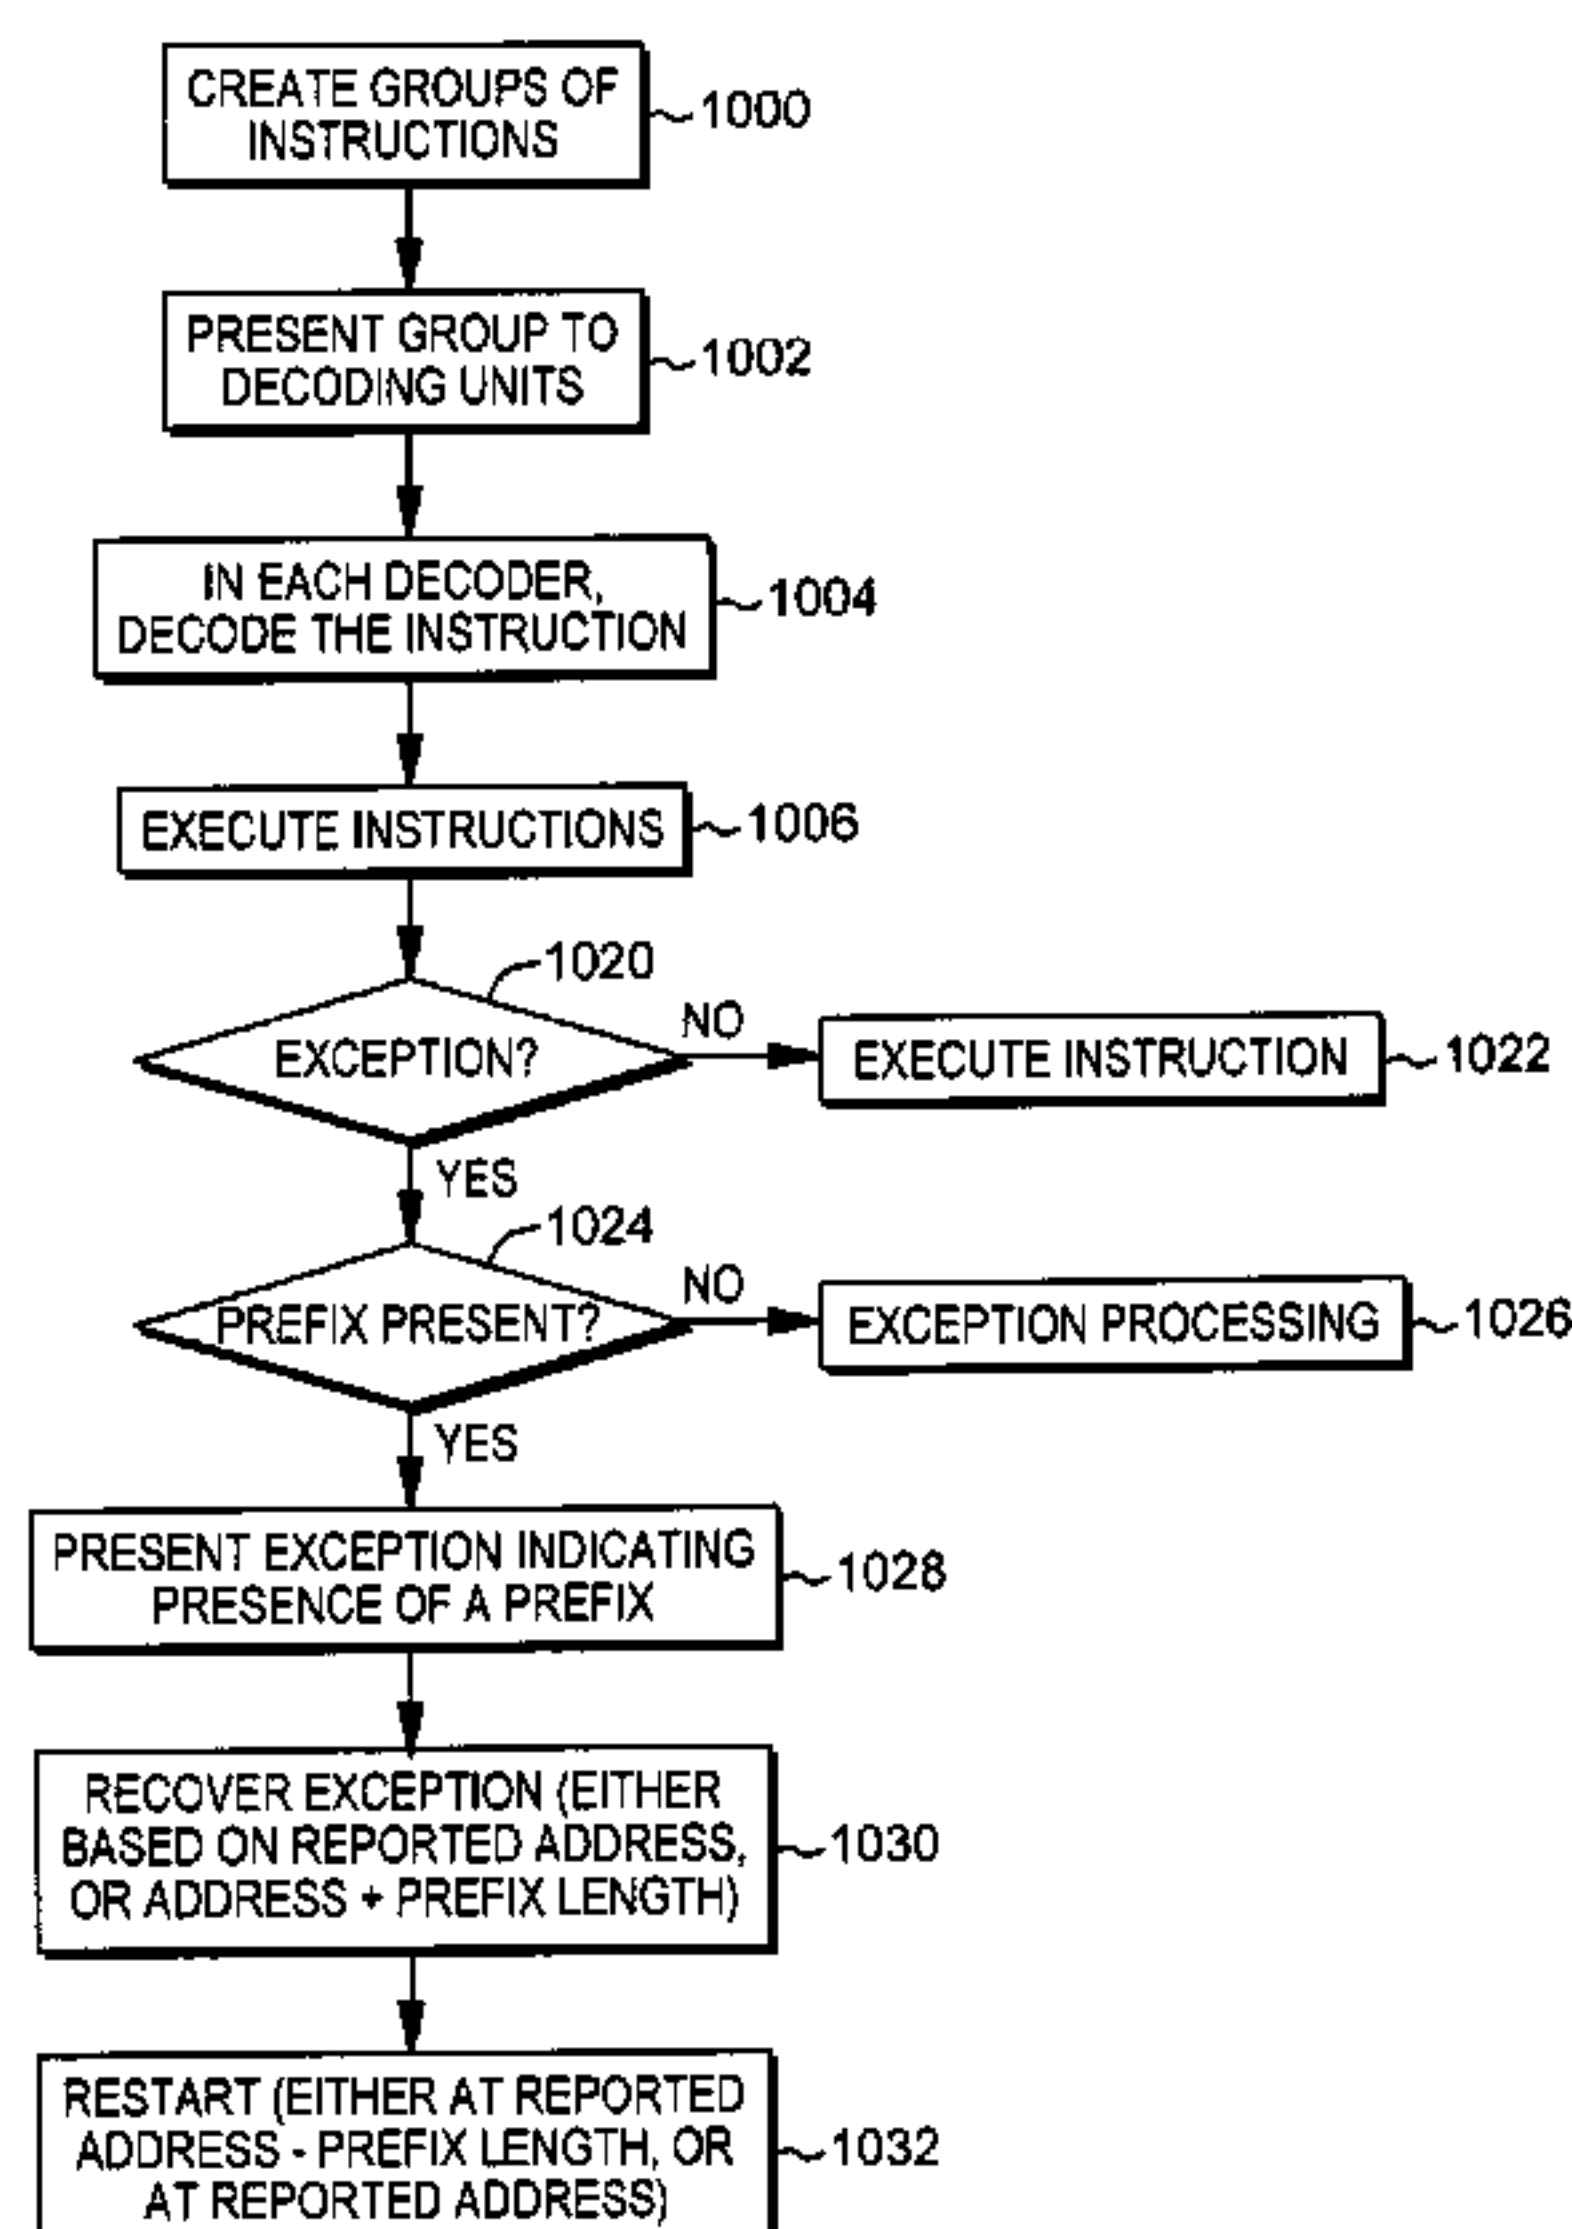 CREATE GROUPS OF
INSTRUCTIONS
1000
PRESENT GROUP TO
DECODING UNITS
1002
IN EACH DECODER,
DECODE THE INSTRUCTION
1004
EXECUTE INSTRUCTIONS
1006
1020
EXCEPTION?
NO
EXECUTE INSTRUCTION
1022
YES
1024
PREFIX PRESENT?
NO
EXCEPTION PROCESSING
1026
YES
PRESENT EXCEPTION INDICATING
PRESENCE OF A PREFIX
1028
RECOVER EXCEPTION (EITHER
BASED ON REPORTED ADDRESS,
OR ADDRESS + PREFIX LENGTH)
1030
RESTART (EITHER AT REPORTED
ADDRESS - PREFIX LENGTH, OR
AT REPORTED ADDRESS)
1032